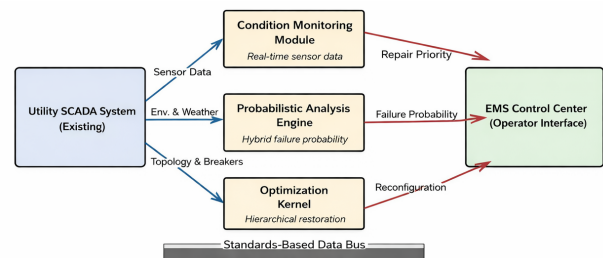 Condition Monitoring
Module
Real-time sensor data
Repair Priority
Sensor Data
Utility SCADA System
(Existing)
Env. & Weather
Probabilistic Analysis
Engine
Hybrid failure probability
Failure Probability
EMS Control Center
(Operator Interface)
Topology & Breakers
Optimization
Kernel
Hierarchical restoration
Reconfiguration
Standards-Based Data Bus